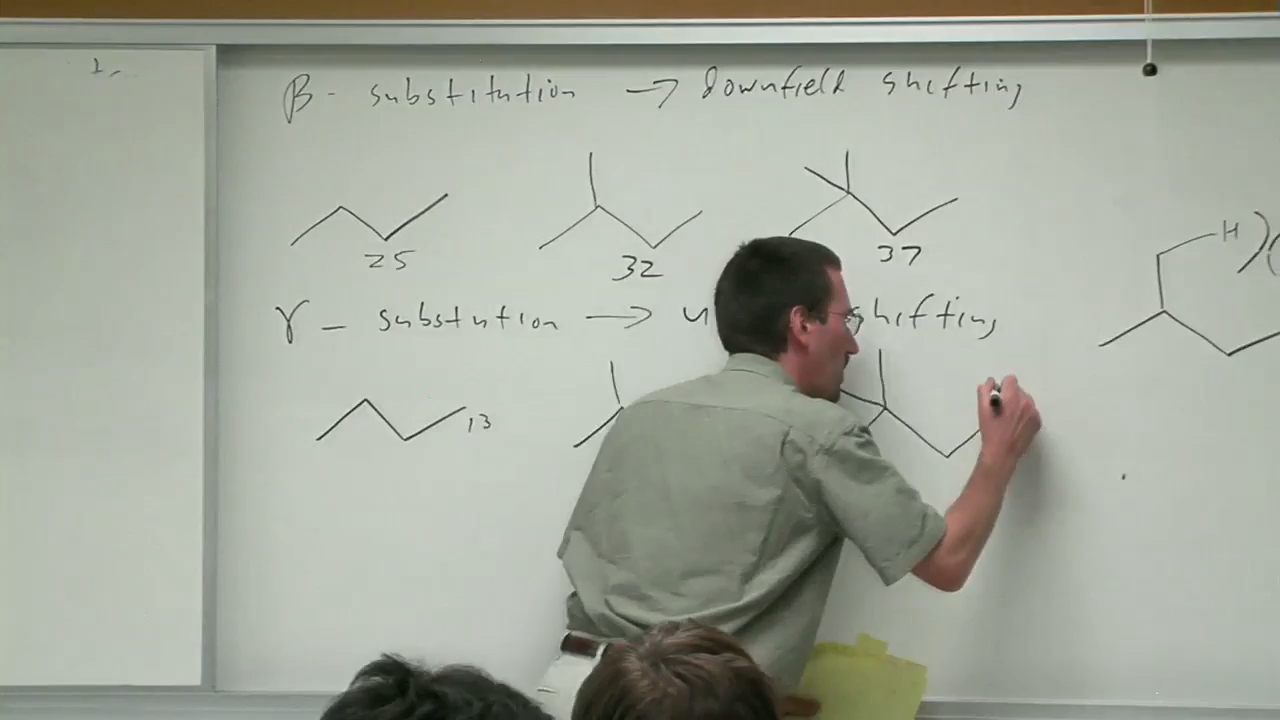 1.
β - substitution → downfield shifting
25 32 37
H
γ - substution → u shifting
13